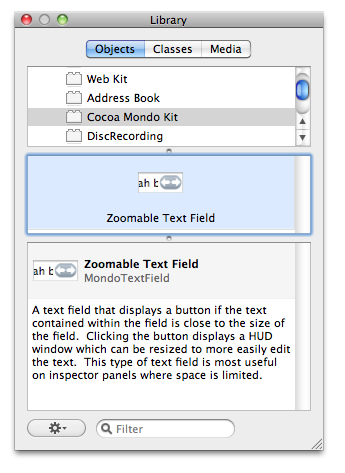 Library
Objects Classes Media
Web Kit
Address Book
Cocoa Mondo Kit
DiscRecording
ah b
Zoomable Text Field
ah b
Zoomable Text Field
MondoTextField
A text field that displays a button if the text
contained within the field is close to the size of
the field. Clicking the button displays a HUD
window which can be resized to more easily edit
the text. This type of text field is most useful
on inspector panels where space is limited.
Filter